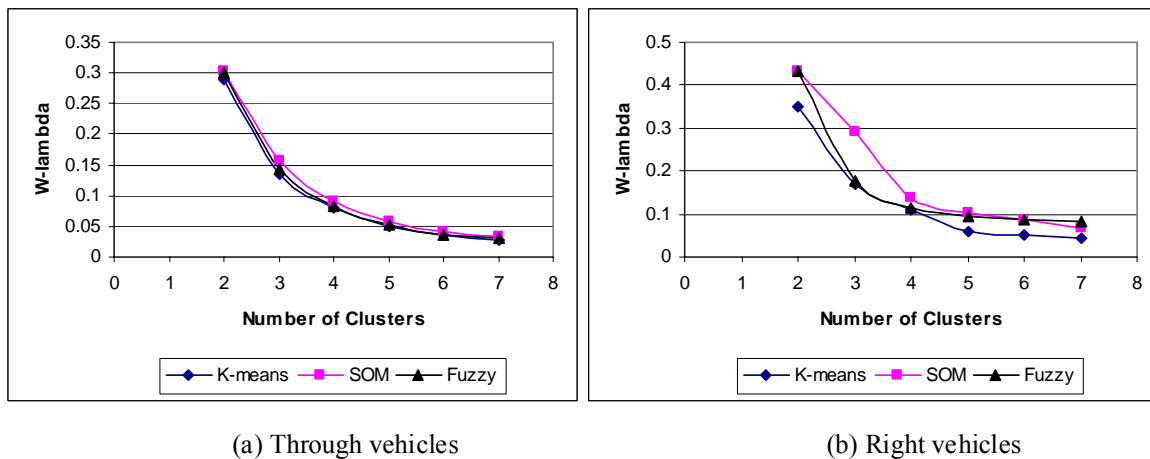 0.35
0.3
0.25
0.2
0.15
0.1
0.05
0
W-lambda
0 1 2 3 4 5 6 7 8
Number of Clusters
K-means SOM Fuzzy
(a) Through vehicles
0.5
0.4
0.3
0.2
0.1
0
W-lambda
0 1 2 3 4 5 6 7 8
Number of Clusters
K-means SOM Fuzzy
(b) Right vehicles